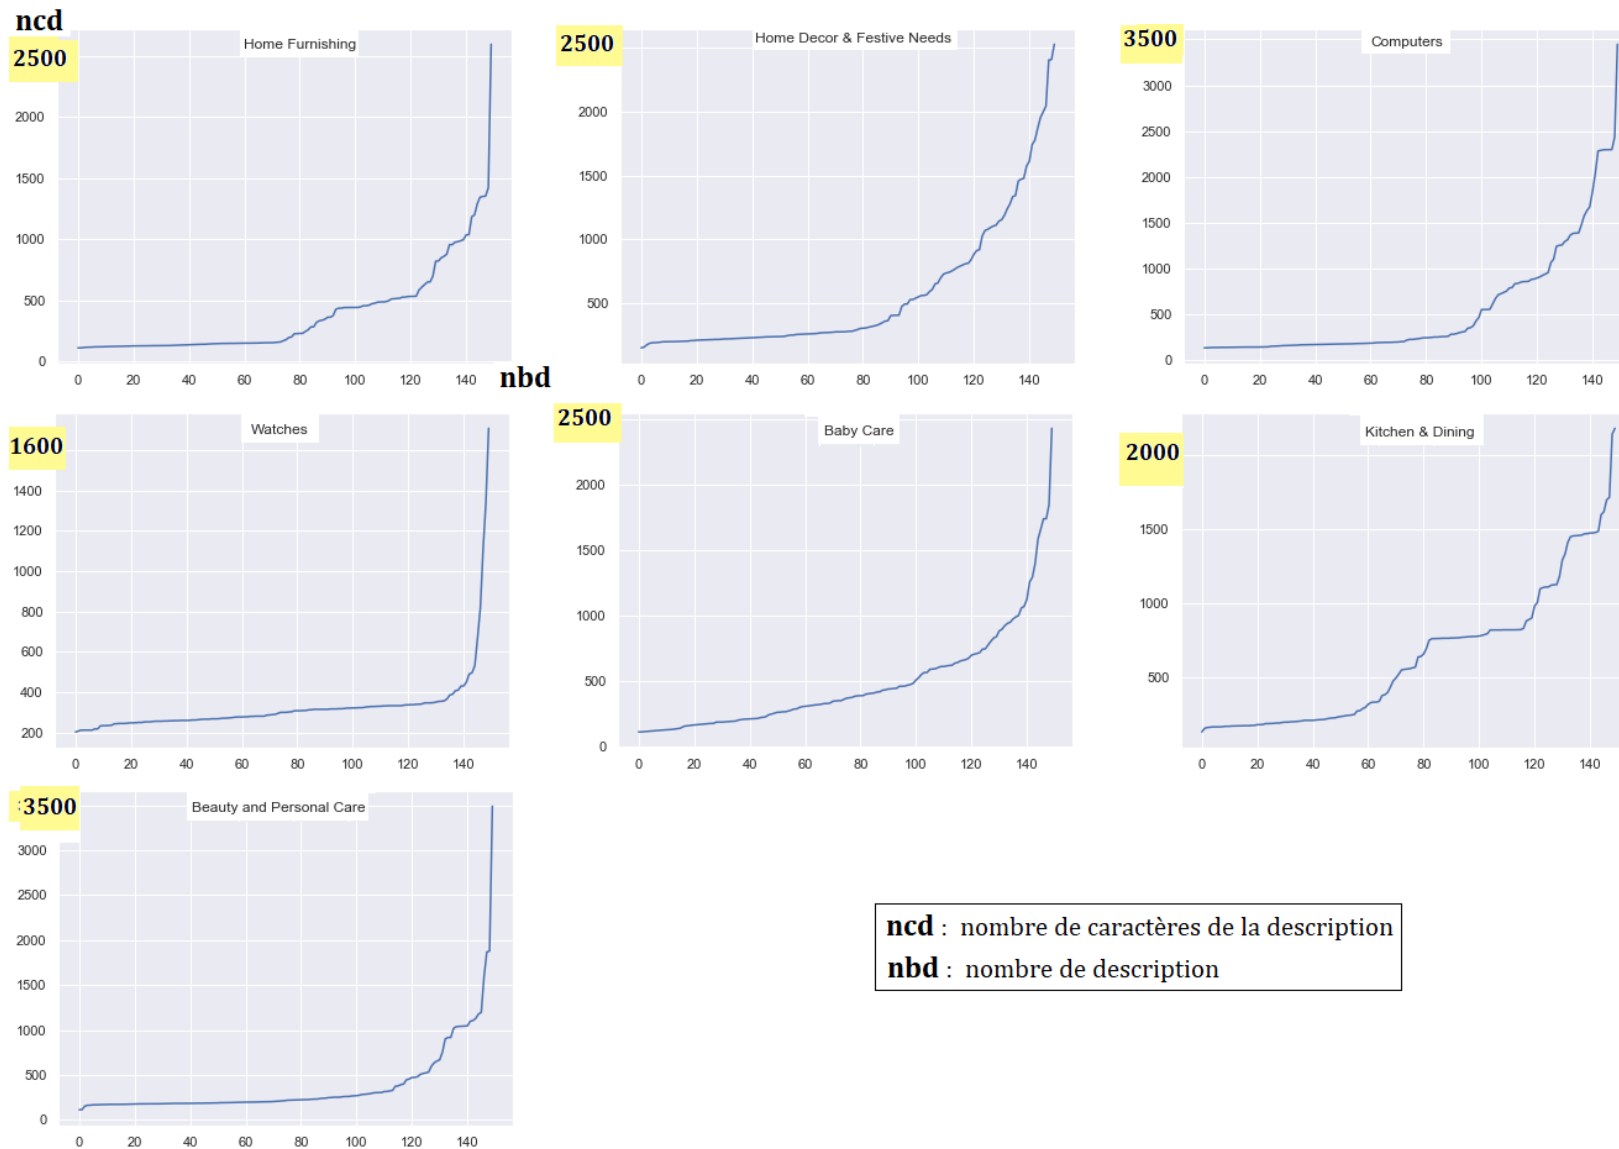 ncd
2500
Home Furnishing
2000
1500
1000
500
0
0 20 40 60 80 100 120 140
nbd
2500
Home Decor & Festive Needs
2000
1500
1000
500
0 20 40 60 80 100 120 140
3500
Computers
3000
2500
2000
1500
1000
500
0
0 20 40 60 80 100 120 140
1600
Watches
1400
1200
1000
800
600
400
200
0 20 40 60 80 100 120 140
2500
Baby Care
2000
1500
1000
500
0
0 20 40 60 80 100 120 140
2000
Kitchen & Dining
1500
1000
500
0 20 40 60 80 100 120 140
3500
Beauty and Personal Care
3000
2500
2000
1500
1000
500
0
0 20 40 60 80 100 120 140
ncd : nombre de caractères de la description
nbd : nombre de description